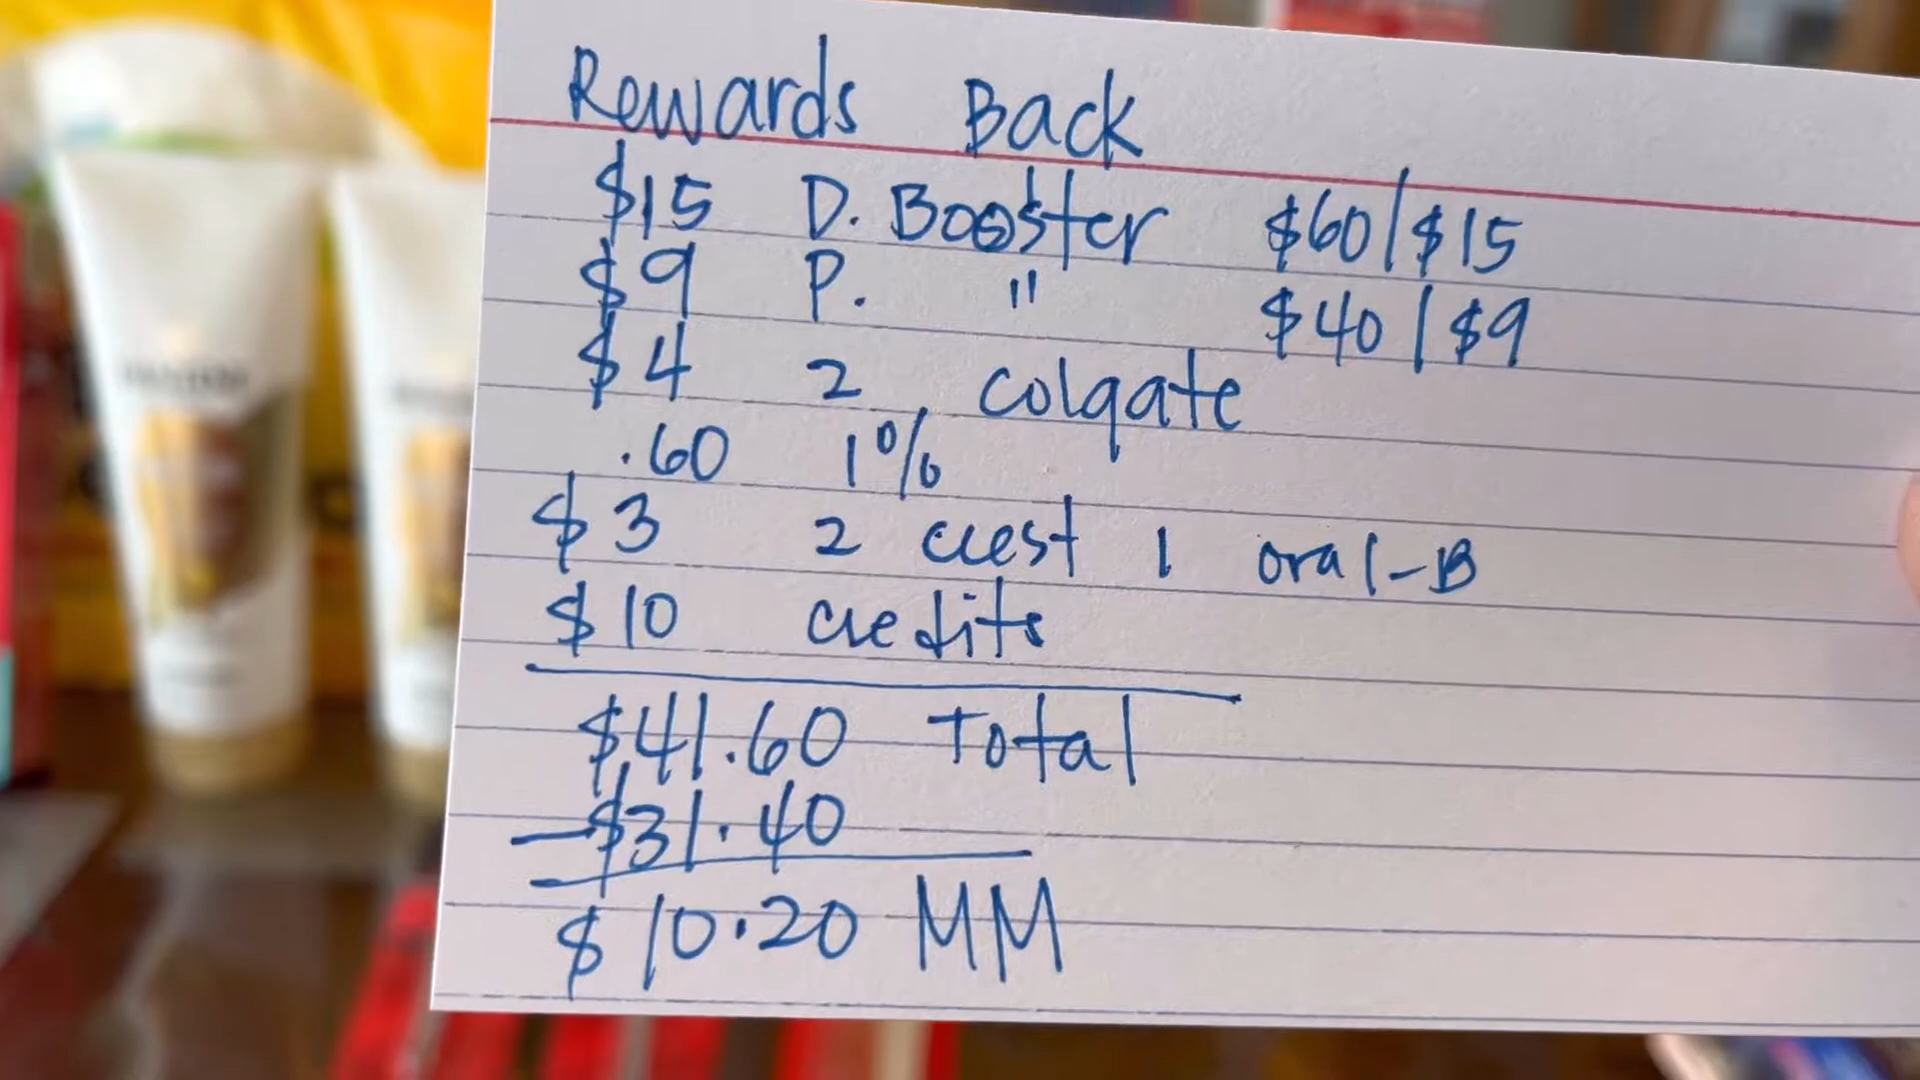 Rewards Back
$15 D. Booster $60/$15
$9 P. " $40/$9
$4 2 Colgate
.60 1%
$3 2 crest 1 oral-B
$10 credits
$41.60 Total
-$31.40
$10.20 MM